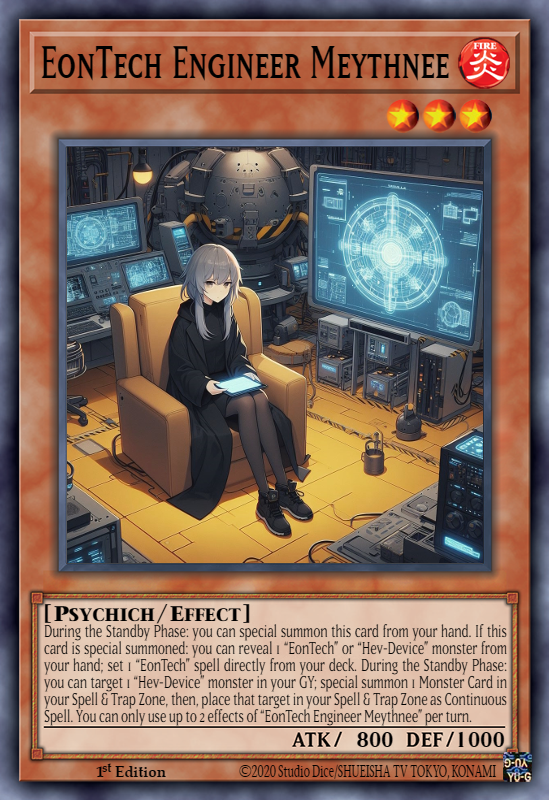 EonTech Engineer Meythnee
FIRE
炎
[Psychich/Effect]
During the Standby Phase: you can special summon this card from your hand. If this
card is special summoned: you can reveal 1 “EonTech” or “Hev-Device” monster from
your hand; set 1 “EonTech” spell directly from your deck. During the Standby Phase:
you can target 1 “Hev-Device” monster in your GY; special summon 1 Monster Card in
your Spell & Trap Zone, then, place that target in your Spell & Trap Zone as Continuous
Spell. You can only use up to 2 effects of “EonTech Engineer Meythnee” per turn.
ATK/ 800 DEF/1000
1st Edition ©2020 Studio Dice/SHUEISHA TV TOKYO, KONAMI